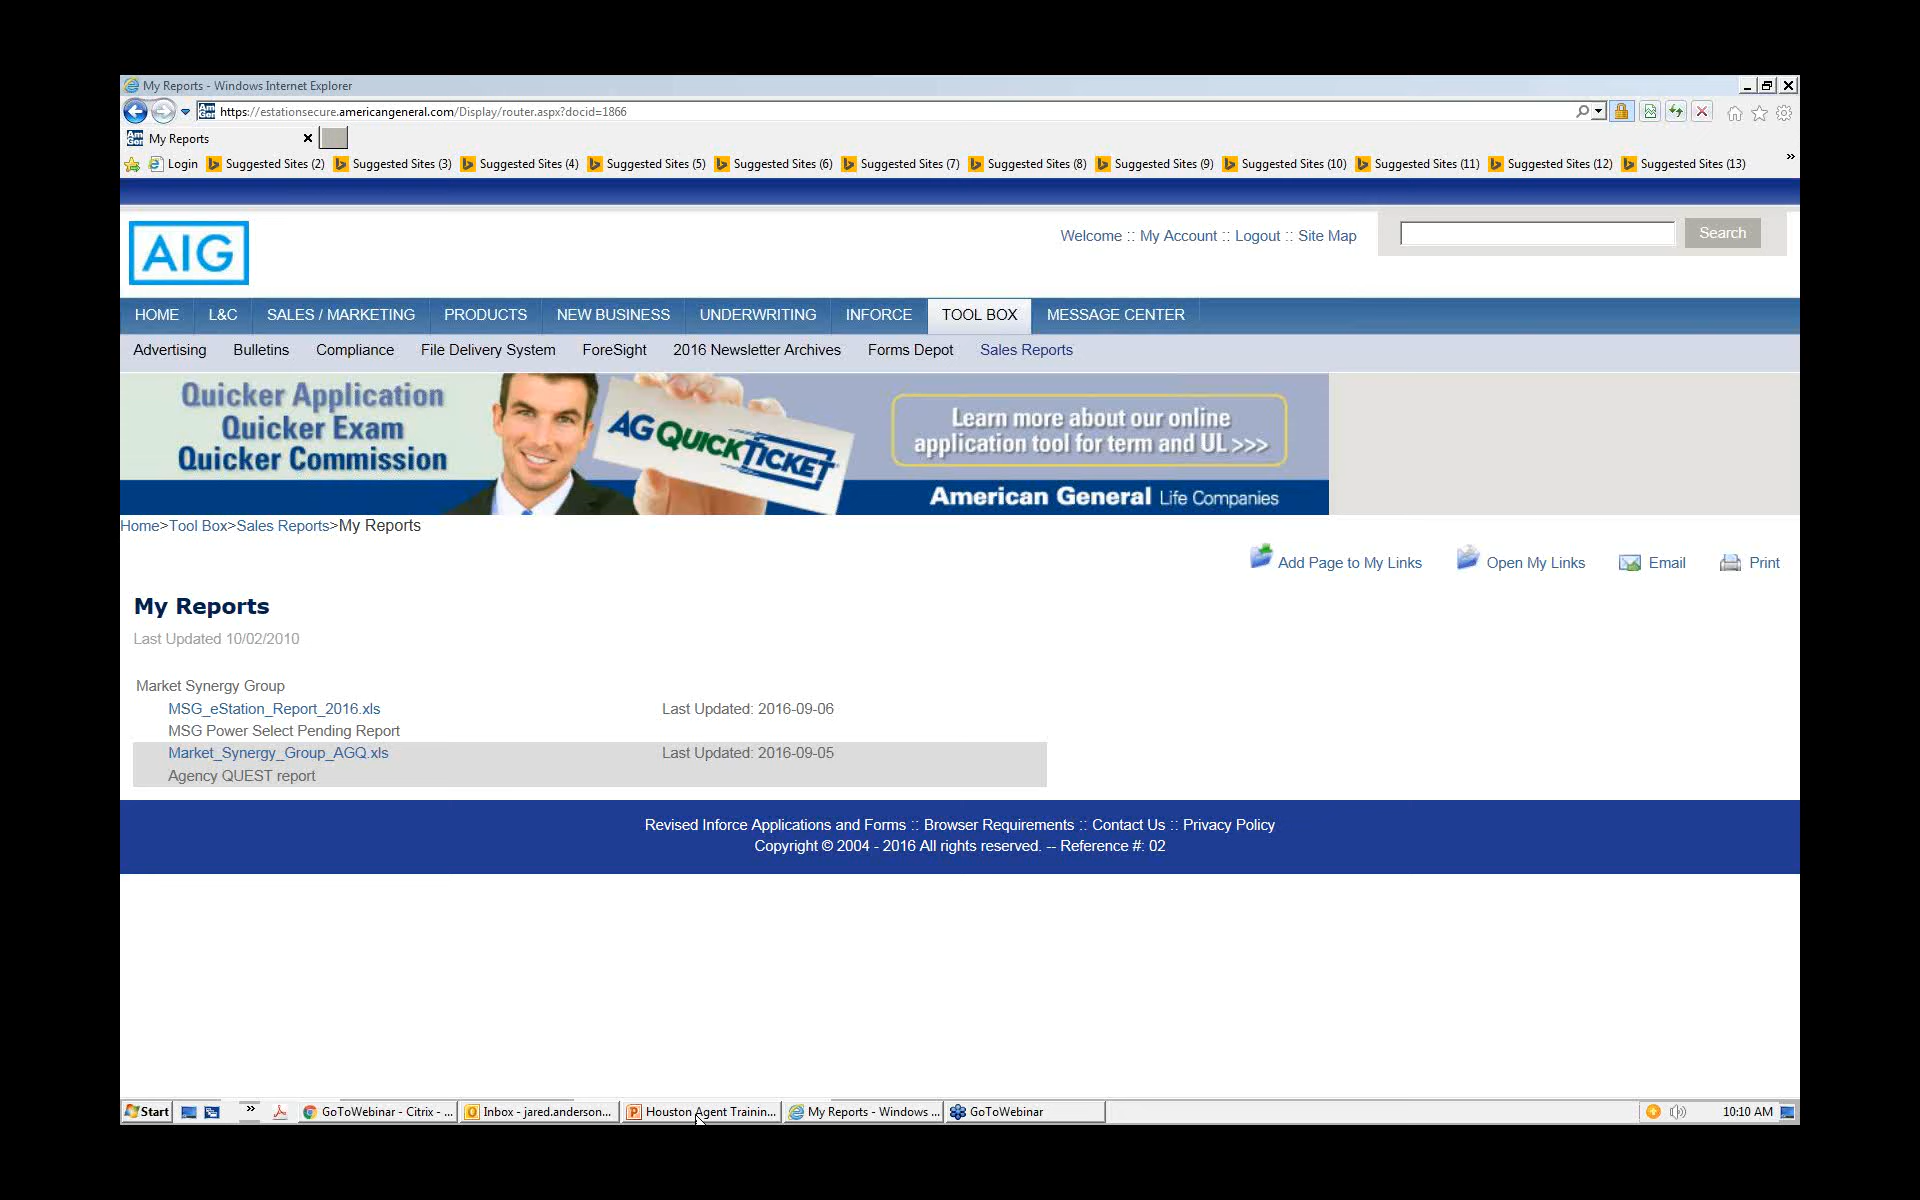 My Reports - Windows Internet Explorer
https://estationsecure.americangeneral.com/Display/router.aspx?docid=1866
My Reports
Login Suggested Sites (2) Suggested Sites (3) Suggested Sites (4) Suggested Sites (5) Suggested Sites (6) Suggested Sites (7) Suggested Sites (8) Suggested Sites (9) Suggested Sites (10) Suggested Sites (11) Suggested Sites (12) Suggested Sites (13) »
AIG
Welcome :: My Account :: Logout :: Site Map
Search
HOME L&C SALES / MARKETING PRODUCTS NEW BUSINESS UNDERWRITING INFORCE TOOL BOX MESSAGE CENTER
Advertising Bulletins Compliance File Delivery System ForeSight 2016 Newsletter Archives Forms Depot Sales Reports
Quicker Application
Quicker Exam
Quicker Commission
AG QUICK TICKET
Learn more about our online
application tool for term and UL >>>
American General Life Companies
Home>Tool Box>Sales Reports>My Reports
Add Page to My Links Open My Links Email Print
My Reports
Last Updated 10/02/2010
Market Synergy Group
MSG_eStation_Report_2016.xls Last Updated: 2016-09-06
MSG Power Select Pending Report
Market_Synergy_Group_AGQ.xls Last Updated: 2016-09-05
Agency QUEST report
Revised Inforce Applications and Forms :: Browser Requirements :: Contact Us :: Privacy Policy
Copyright © 2004 - 2016 All rights reserved. -- Reference #: 02
Start » GoToWebinar - Citrix - ... Inbox - jared.anderson... Houston Agent Trainin... My Reports - Windows ... GoToWebinar 10:10 AM